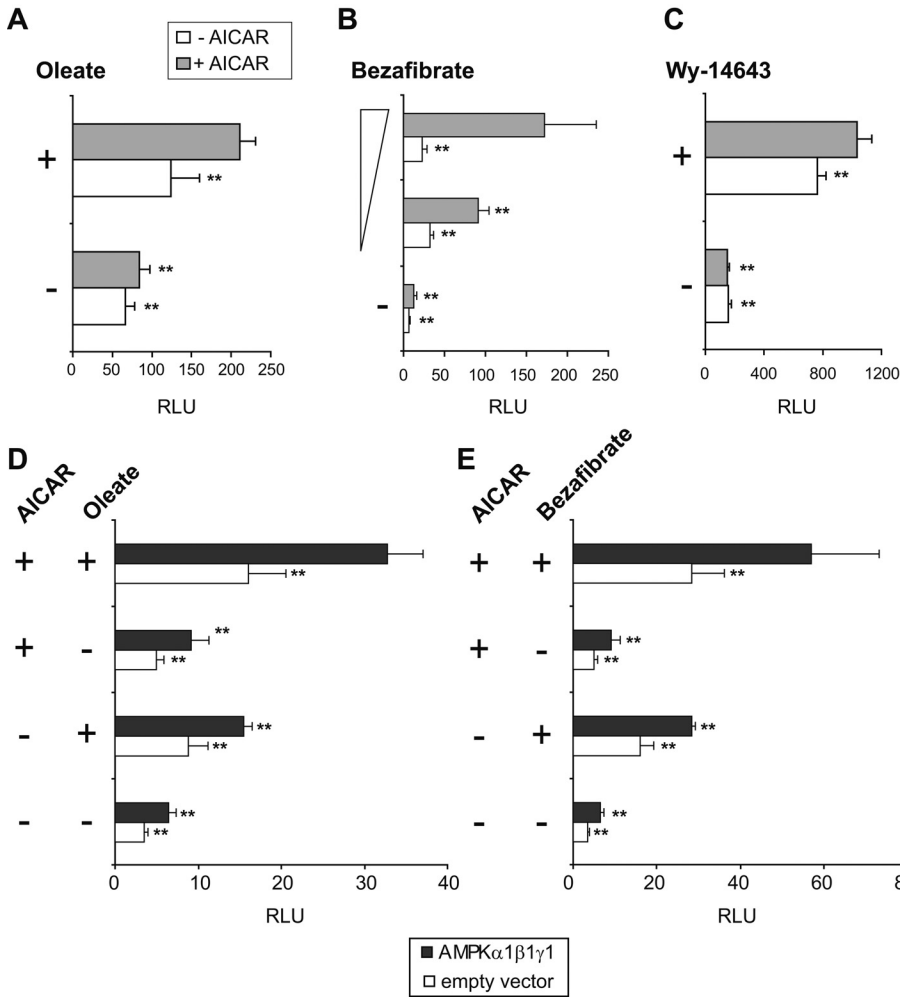 A
- AICAR
+ AICAR
Oleate
+
**
-
**
**
0 50 100 150 200 250
RLU
B
Bezafibrate
**
**
**
-
**
**
0 50 100 150 200 250
RLU
C
Wy-14643
+
**
-
**
**
0 400 800 1200
RLU
D
AICAR
Oleate
+ +
**
+ -
**
**
- +
**
**
- -
**
**
0 10 20 30 40
RLU
E
AICAR
Bezafibrate
+ +
**
+ -
**
**
- +
**
**
- -
**
**
0 20 40 60 8
RLU
AMPKα1β1γ1
empty vector